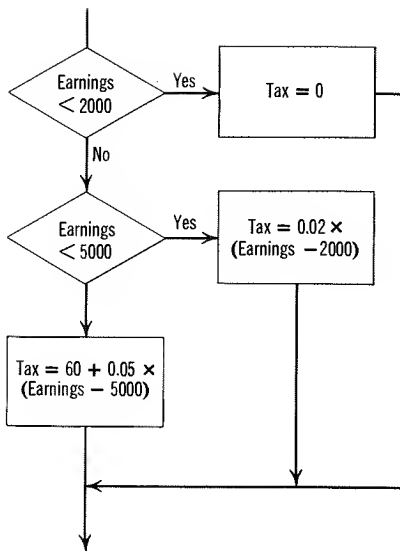 Earnings
< 2000
Yes
Tax = 0
No
Earnings
< 5000
Yes
Tax = 0.02 ×
(Earnings −2000)
Tax = 60 + 0.05 ×
(Earnings − 5000)